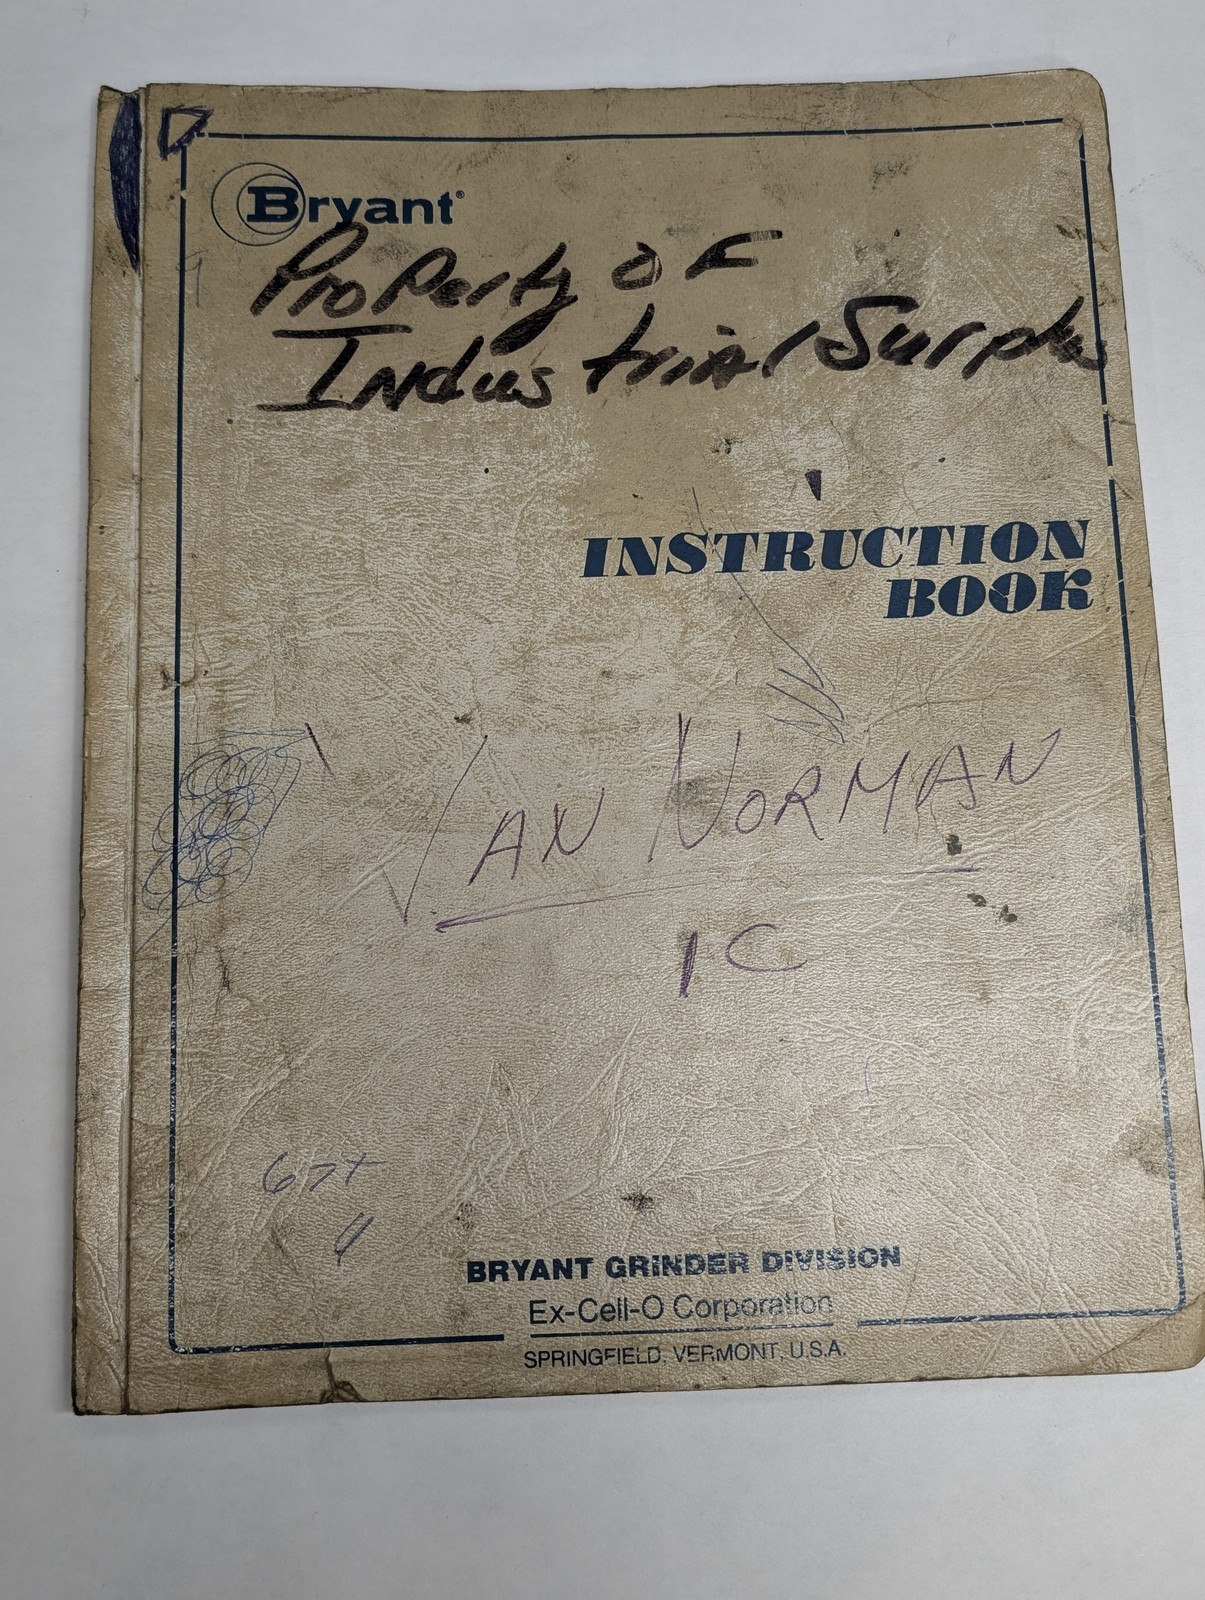 Bryant®
Property of
Industrial Surplus
INSTRUCTION
BOOK
VAN NORMAN
1C
67+
4
BRYANT GRINDER DIVISION
Ex-Cell-O Corporation
SPRINGFIELD, VERMONT, U.S.A.